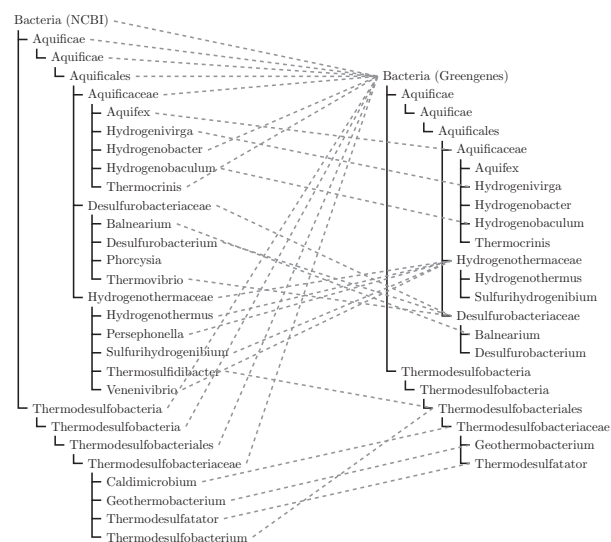 Bacteria (NCBI)
Aquificae
Aquificae
Aquificales
Aquificaceae
Aquifex
Hydrogenivirga
Hydrogenobacter
Hydrogenobaculum
Thermocrinis
Desulfurobacteriaceae
Balnearium
Desulfurobacterium
Phorcysia
Thermovibrio
Hydrogenothermaceae
Hydrogenothermus
Persephonella
Sulfurihydrogenibium
Thermosulfidibacter
Venenivibrio
Thermodesulfobacteria
Thermodesulfobacteria
Thermodesulfobacteriales
Thermodesulfobacteriaceae
Caldimicrobium
Geothermobacterium
Thermodesulfatator
Thermodesulfobacterium
Bacteria (Greengenes)
Aquificae
Aquificae
Aquificales
Aquificaceae
Aquifex
Hydrogenivirga
Hydrogenobacter
Hydrogenobaculum
Thermocrinis
Hydrogenothermaceae
Hydrogenothermus
Sulfurihydrogenibium
Desulfurobacteriaceae
Balnearium
Desulfurobacterium
Thermodesulfobacteria
Thermodesulfobacteria
Thermodesulfobacteriales
Thermodesulfobacteriaceae
Geothermobacterium
Thermodesulfatator